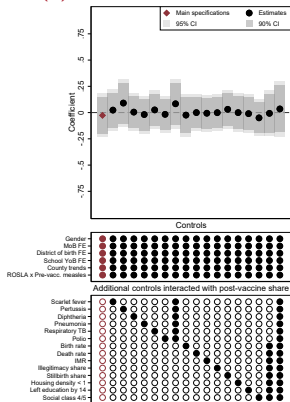 Main specifications
Estimates
95% CI
90% CI
Coefficient
.75
.5
.25
0
-.25
-.5
-.75
Controls
Gender
MoB FE
District of birth FE
School YoB FE
County trends
ROSLA x Pre-vacc. measles
Additional controls interacted with post-vaccine share
Scarlet fever
Pertussis
Diphtheria
Pneumonia
Respiratory TB
Polio
Birth rate
Death rate
IMR
Illegitimacy share
Stillbirth share
Housing density < 1
Left education by 14
Social class 4/5